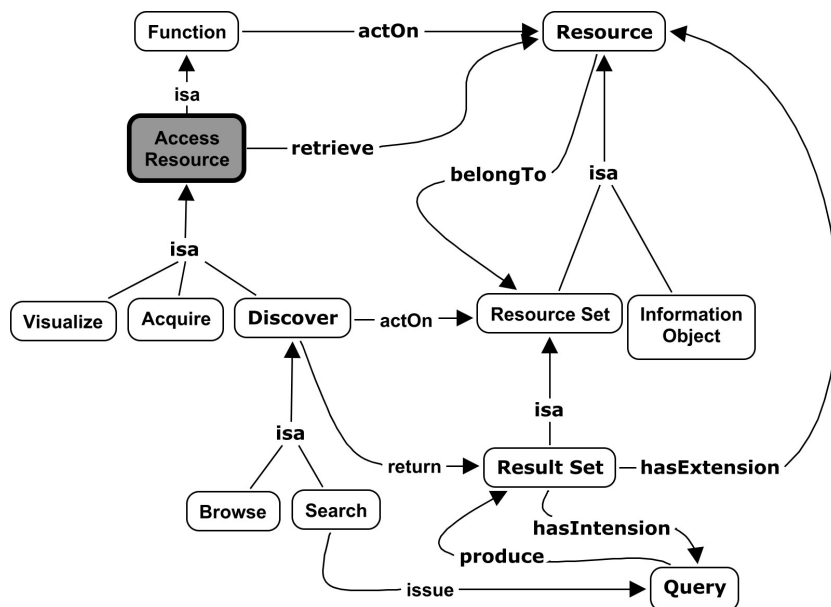 Function
actOn
Resource
isa
Access
Resource
retrieve
belongTo
isa
isa
Visualize
Acquire
Discover
actOn
Resource Set
Information
Object
isa
isa
return
Result Set
hasExtension
Browse
Search
hasIntension
produce
issue
Query